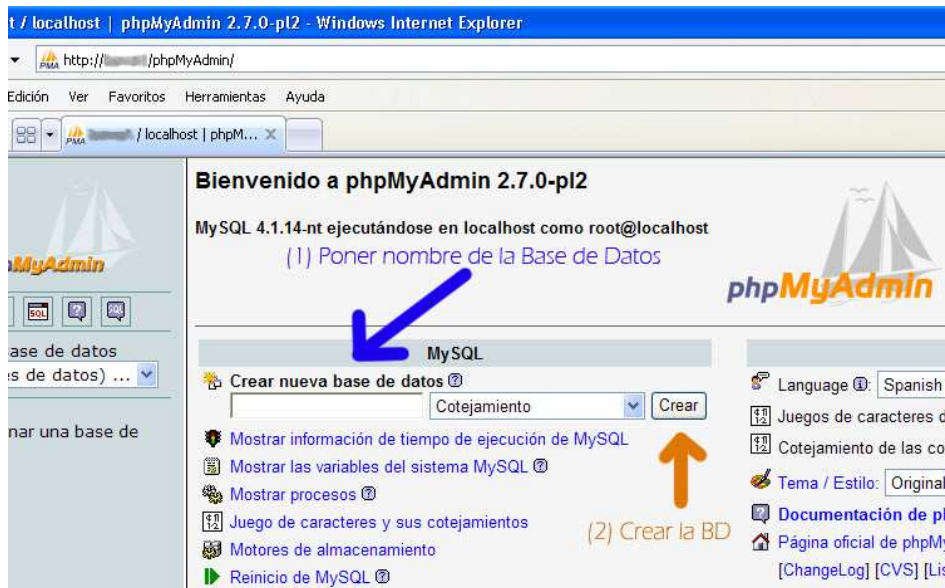 t / localhost | phpMyAdmin 2.7.0-pl2 - Windows Internet Explorer
http:// /phpMyAdmin/
Edición Ver Favoritos Herramientas Ayuda
/ localhost | phpM...
Bienvenido a phpMyAdmin 2.7.0-pl2
MySQL 4.1.14-nt ejecutándose en localhost como root@localhost
(1) Poner nombre de la Base de Datos
MyAdmin
phpMyAdmin
SQL
ase de datos
s de datos) ...
nar una base de
MySQL
Crear nueva base de datos
Cotejamiento Crear
Mostrar información de tiempo de ejecución de MySQL
Mostrar las variables del sistema MySQL
Mostrar procesos
Juego de caracteres y sus cotejamientos
(2) Crear la BD
Motores de almacenamiento
Reinicio de MySQL
Language: Spanish
Juegos de caracteres d
Cotejamiento de las co
Tema / Estilo: Original
Documentación de p
Página oficial de phpMy
[ChangeLog] [CVS] [Lis